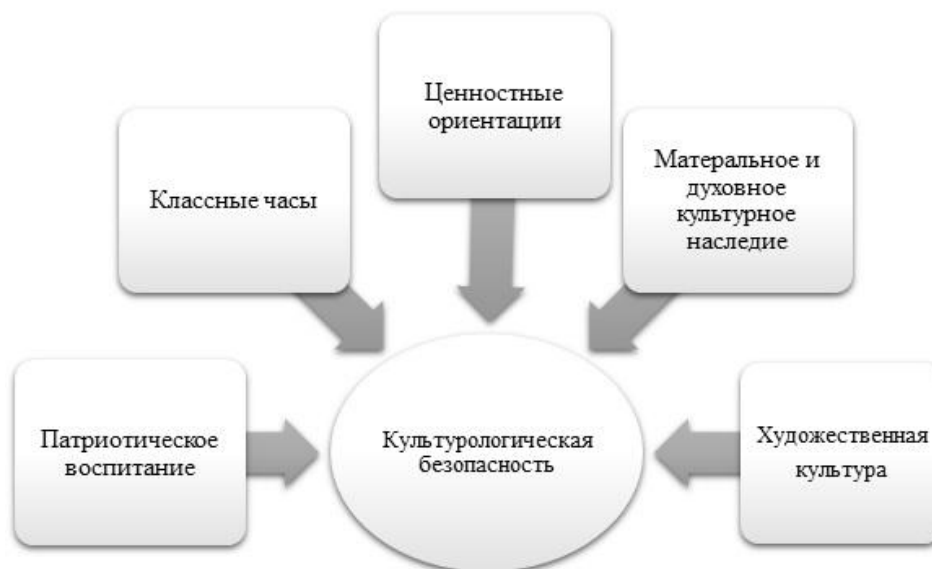 Ценностные
ориентации
Классные часы
Матеральное и
духовное
культурное
наследие
Патриотическое
воспитание
Культурологическая
безопасность
Художественная
культура